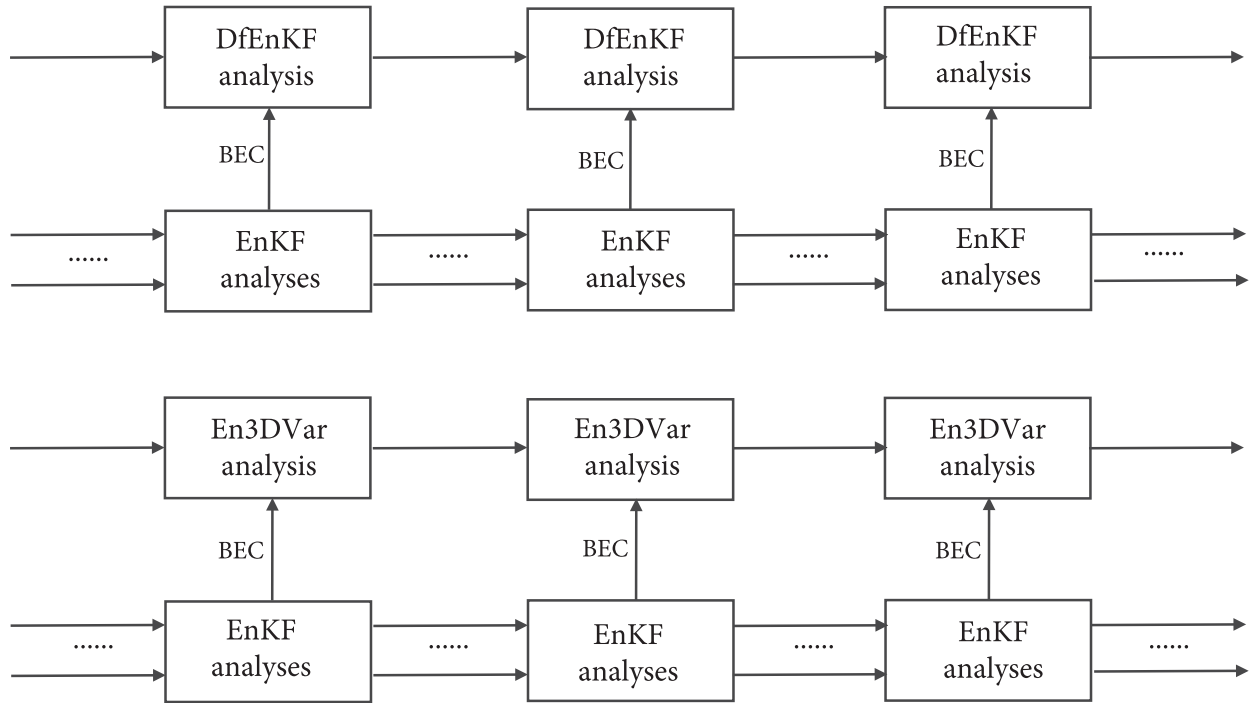 DfEnKF
analysis
DfEnKF
analysis
DfEnKF
analysis
BEC
BEC
BEC
......
EnKF
analyses
......
EnKF
analyses
......
EnKF
analyses
......
En3DVar
analysis
En3DVar
analysis
En3DVar
analysis
BEC
BEC
BEC
......
EnKF
analyses
......
EnKF
analyses
......
EnKF
analyses
......